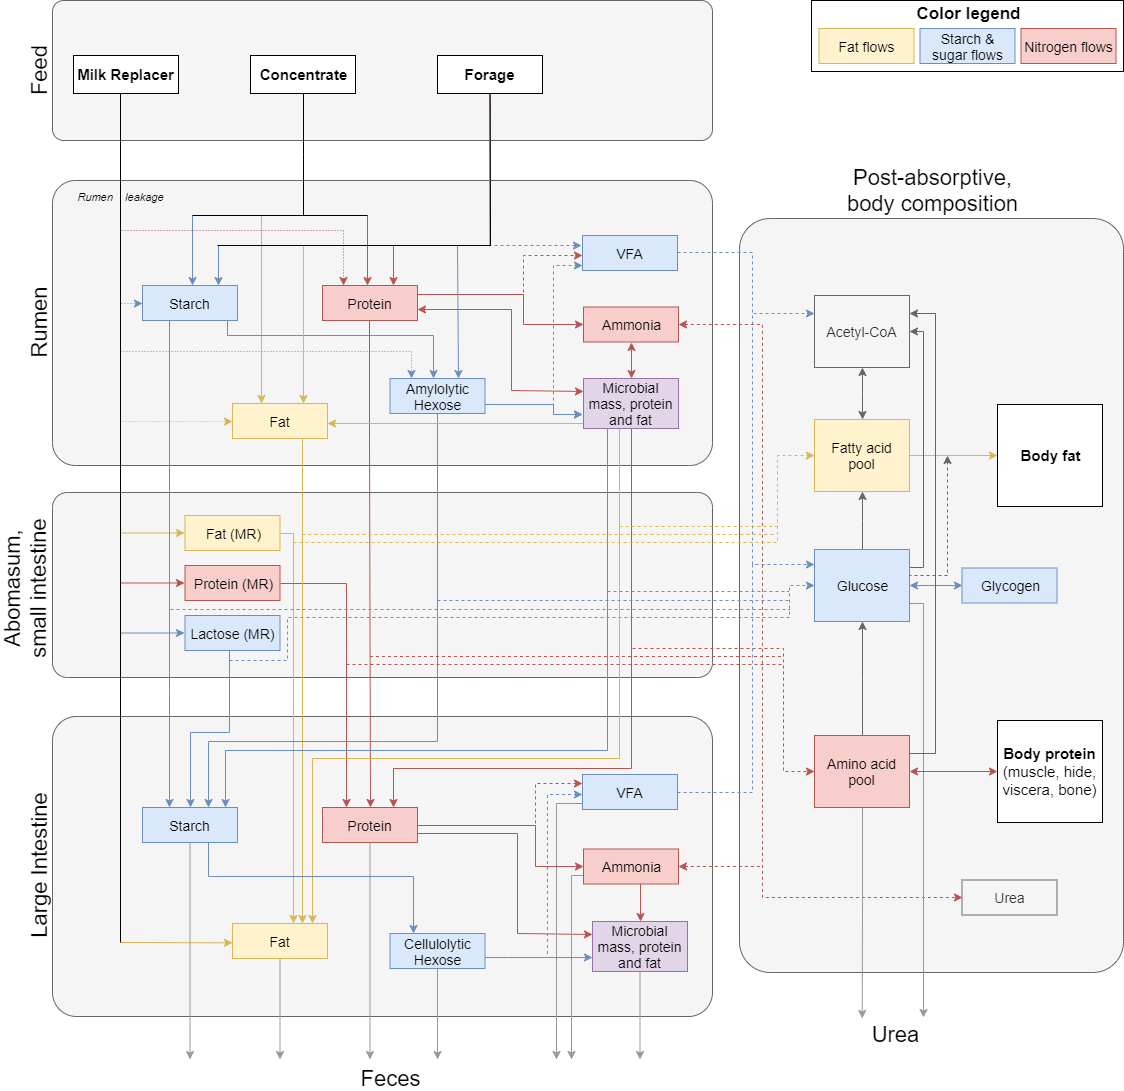 Color legend
Fat flows
Starch &
sugar flows
Nitrogen flows
Feed
Milk Replacer
Concentrate
Forage
Rumen
Rumen leakage
VFA
Starch
Protein
Ammonia
Amylolytic
Hexose
Microbial
mass, protein
and fat
Fat
Abomasum,
small intestine
Fat (MR)
Protein (MR)
Lactose (MR)
Large Intestine
VFA
Starch
Protein
Ammonia
Fat
Cellulolytic
Hexose
Microbial
mass, protein
and fat
Feces
Post-absorptive,
body composition
Acetyl-CoA
Fatty acid
pool
Body fat
Glucose
Glycogen
Amino acid
pool
Body protein
(muscle, hide,
viscera, bone)
Urea
Urea